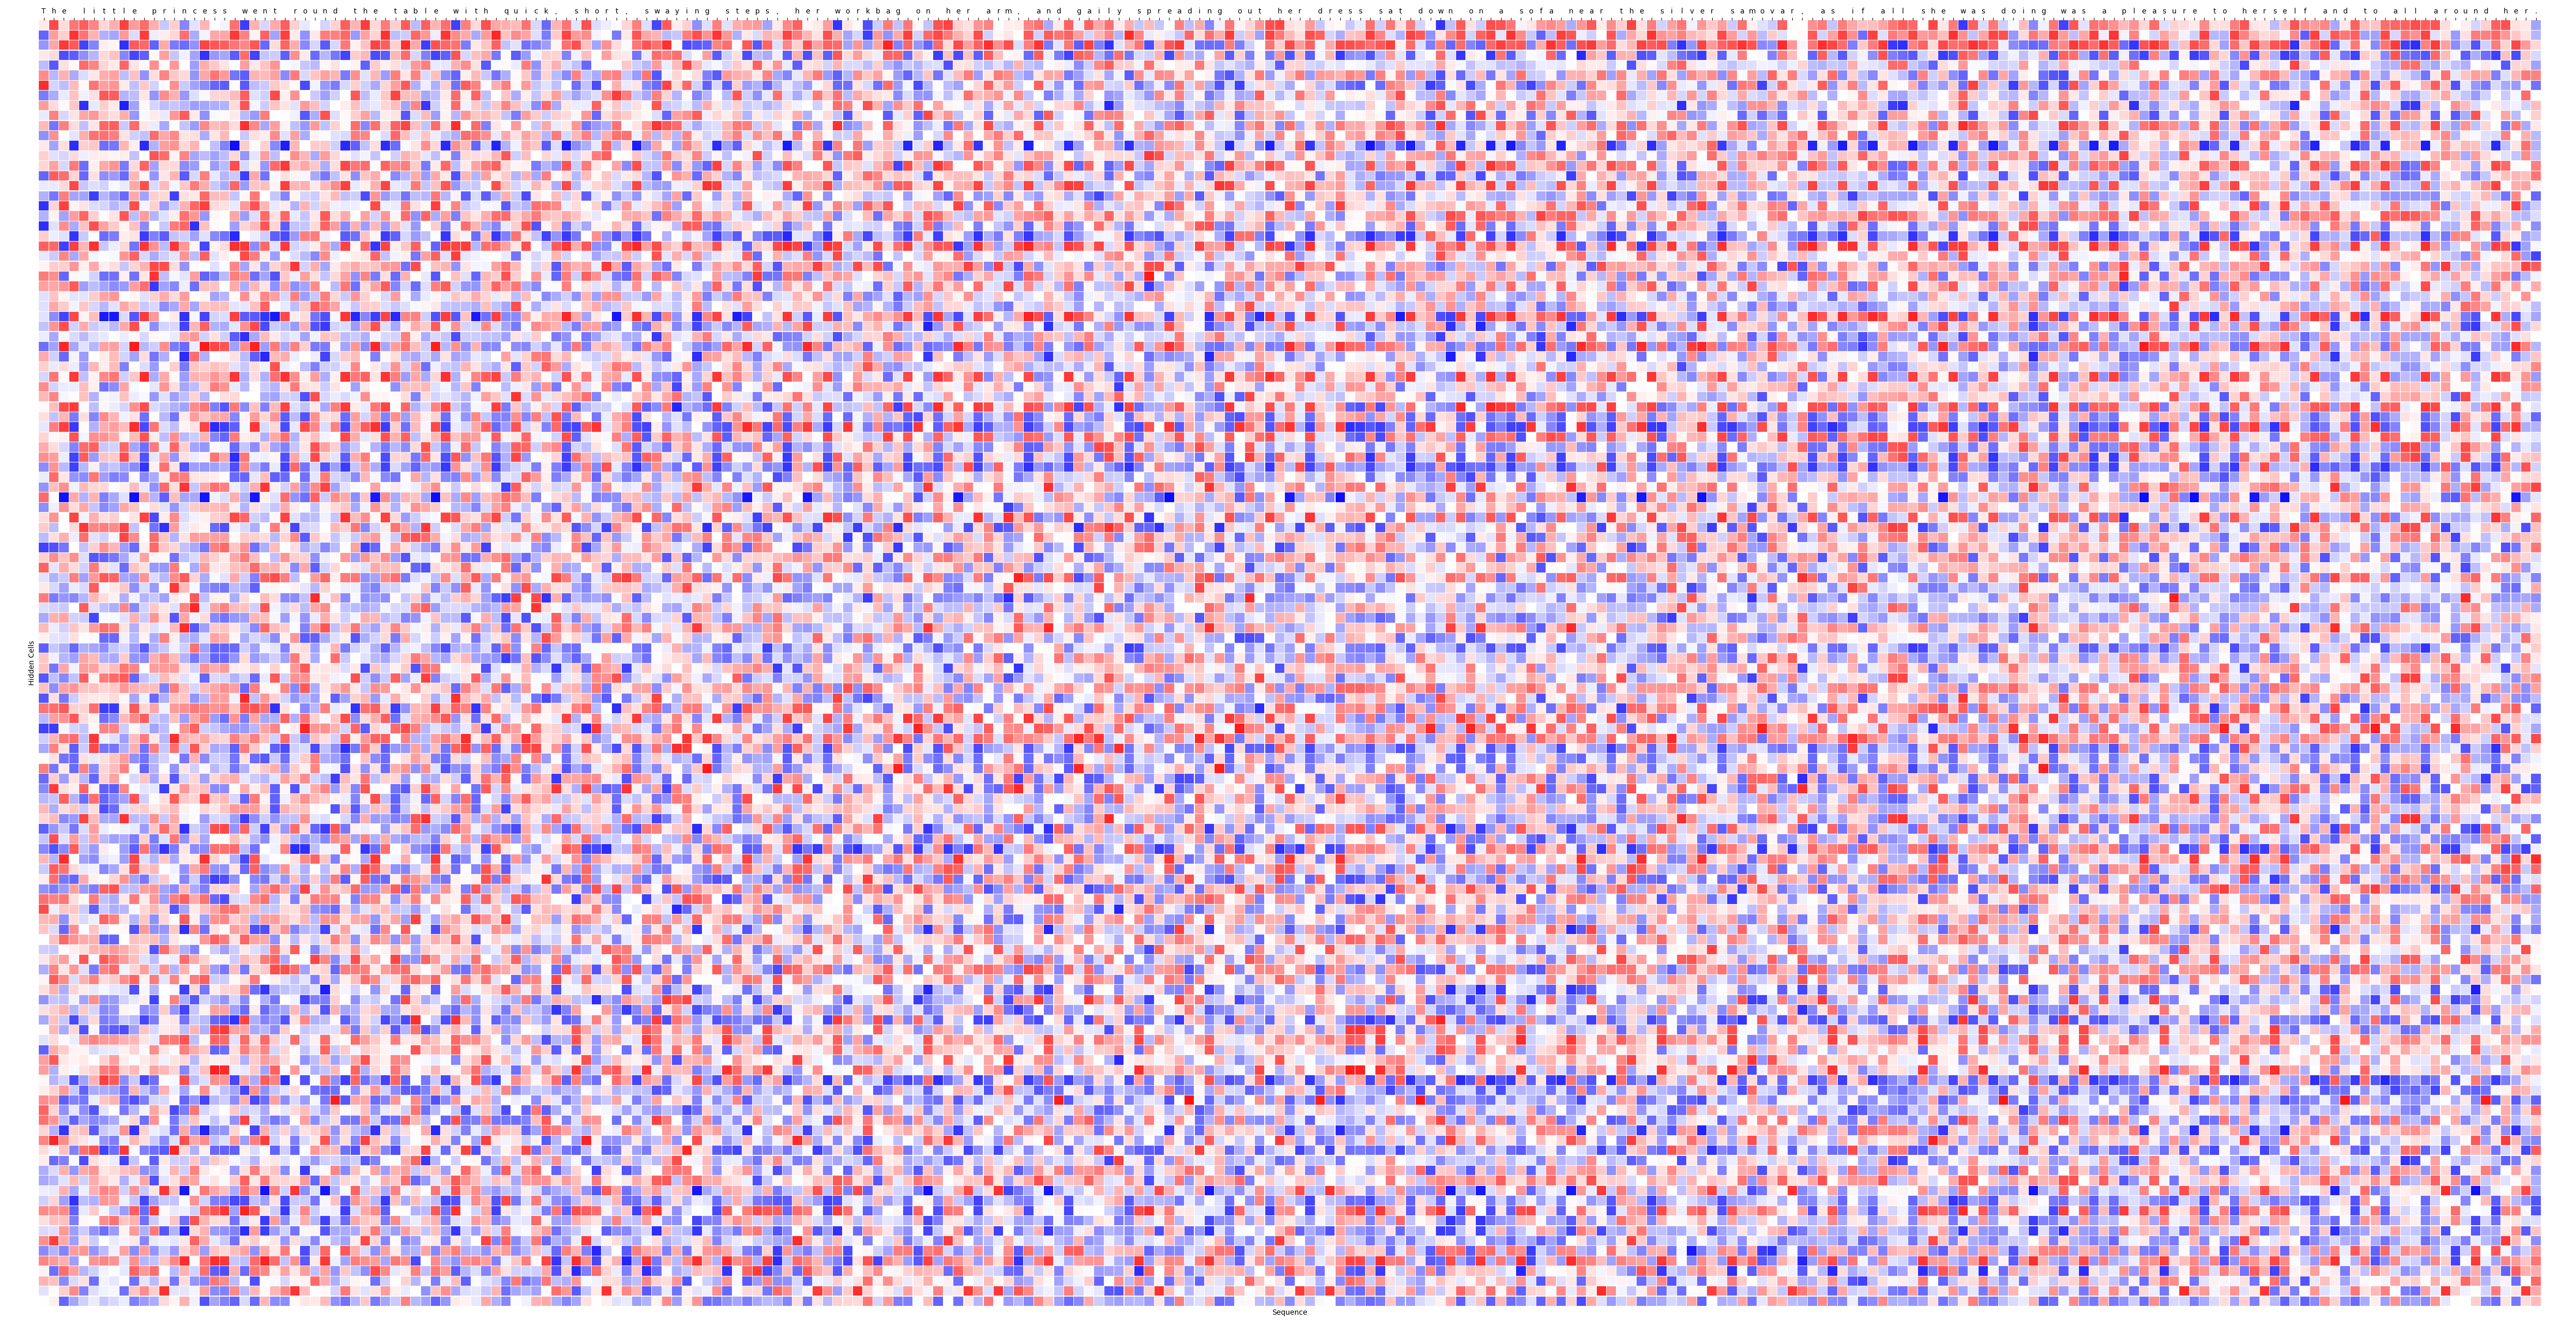 The little princess went round the table with quick, short, swaying steps, her workbag on her arm, and gaily spreading out her dress sat down on a sofa near the silver samovar, as if all she was doing was a pleasure to herself and to all around her.
Hidden Cells
Sequence